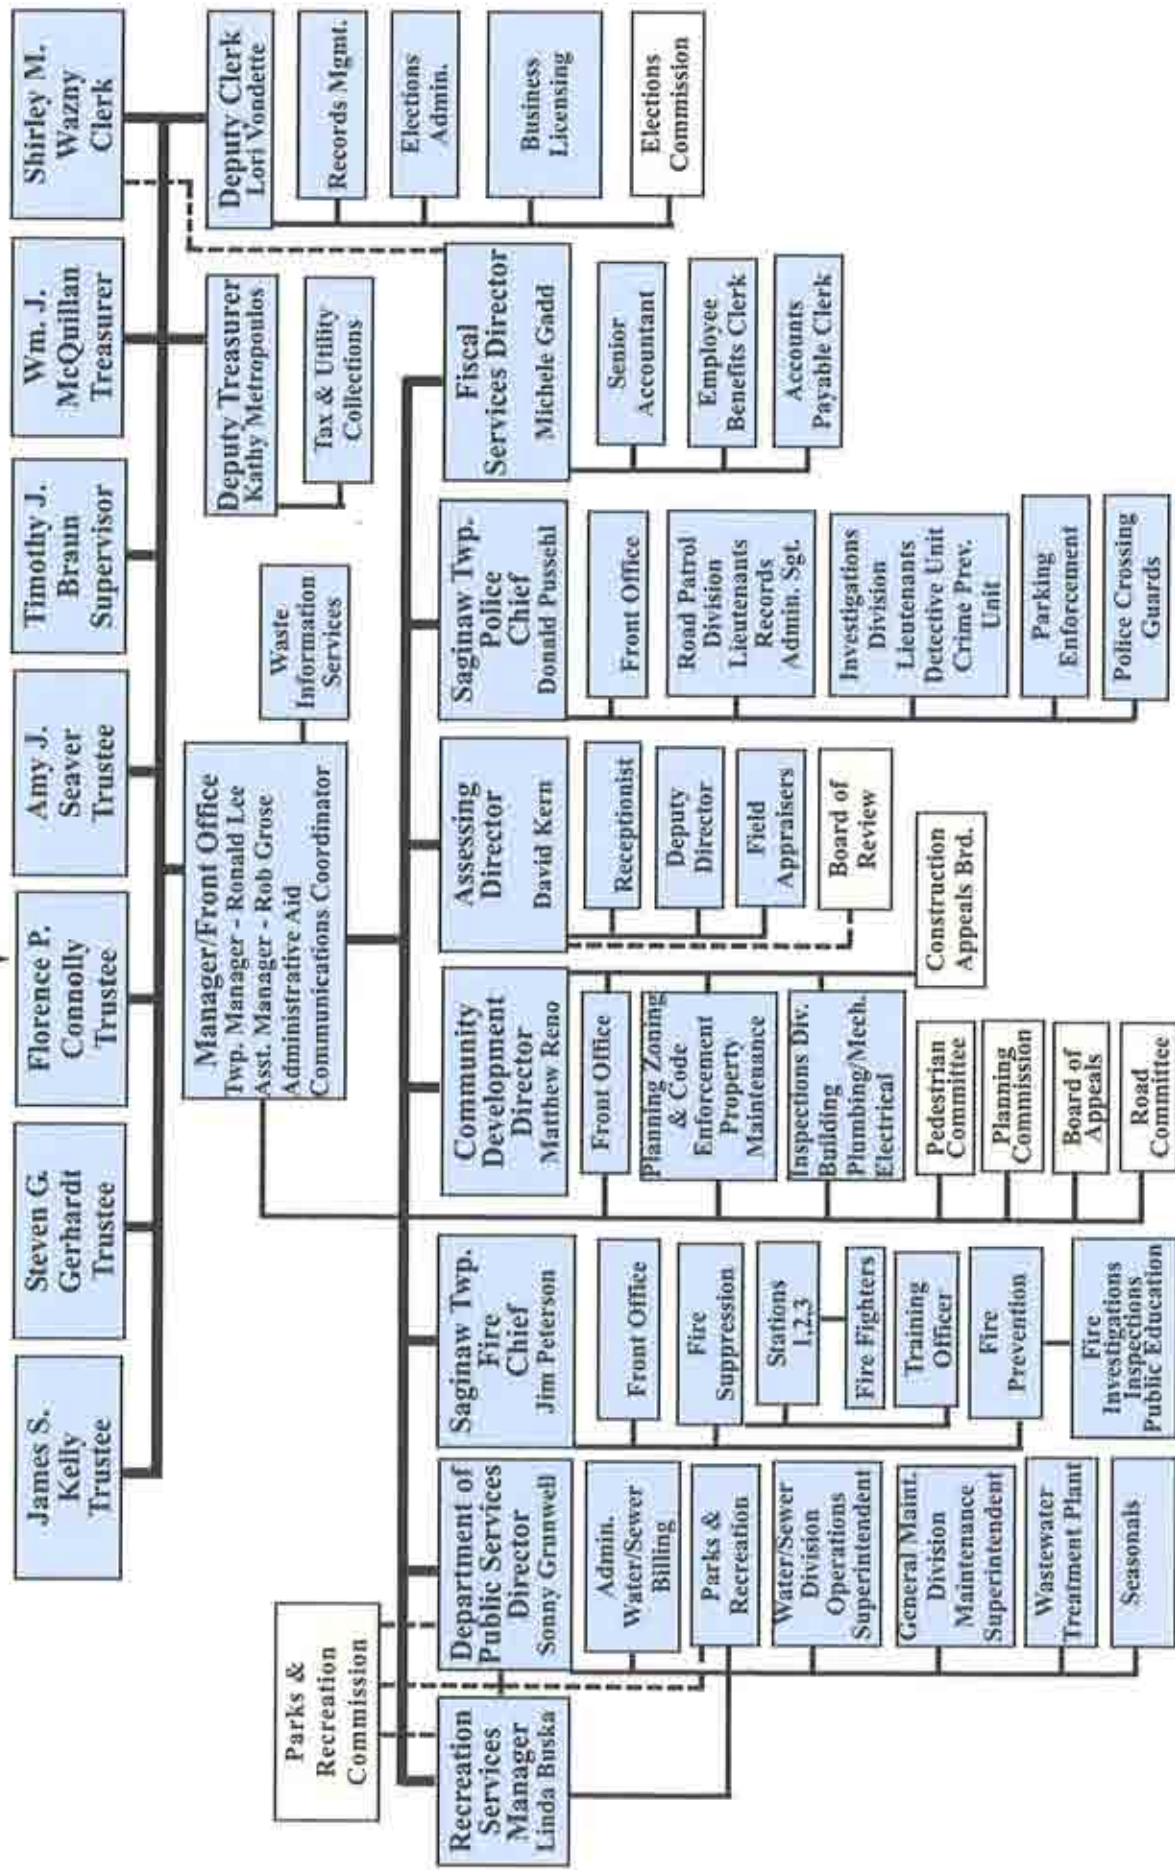 James S.
Kelly
Trustee
Steven G.
Gerhardt
Trustee
Florence P.
Connolly
Trustee
Amy J.
Seaver
Trustee
Timothy J.
Braun
Supervisor
Wm. J.
McQuillan
Treasurer
Shirley M.
Wazny
Clerk
Manager/Front Office
Twp. Manager - Ronald Lee
Asst. Manager - Rob Grose
Administrative Aid
Communications Coordinator
Waste
Information
Services
Deputy Treasurer
Kathy Metropoulos
Tax & Utility
Collections
Deputy Clerk
Lori Vondette
Records Mgmt.
Elections
Admin.
Business
Licensing
Elections
Commission
Parks &
Recreation
Commission
Recreation
Services
Manager
Linda Buska
Department of
Public Services
Director
Sonny Grunwell
Admin.
Water/Sewer
Billing
Parks &
Recreation
Water/Sewer
Division
Operations
Superintendent
General Maint.
Division
Maintenance
Superintendent
Wastewater
Treatment Plant
Seasonals
Saginaw Twp.
Fire
Chief
Jim Peterson
Front Office
Fire
Suppression
Stations
1,2,3
Fire Fighters
Training
Officer
Fire
Prevention
Fire
Investigations
Inspections
Public Education
Community
Development
Director
Matthew Reno
Front Office
Planning Zoning
& Code
Enforcement
Property
Maintenance
Inspections Div.
Building
Plumbing/Mech.
Electrical
Pedestrian
Committee
Planning
Commission
Board of
Appeals
Road
Committee
Construction
Appeals Brd.
Assessing
Director
David Kern
Receptionist
Deputy
Director
Field
Appraisers
Board of
Review
Saginaw Twp.
Police
Chief
Donald Pussehl
Front Office
Road Patrol
Division
Lieutenants
Records
Admin. Sgt.
Investigations
Division
Lieutenants
Detective Unit
Crime Prev.
Unit
Parking
Enforcement
Police Crossing
Guards
Fiscal
Services Director
Michele Gadd
Senior
Accountant
Employee
Benefits Clerk
Accounts
Payable Clerk